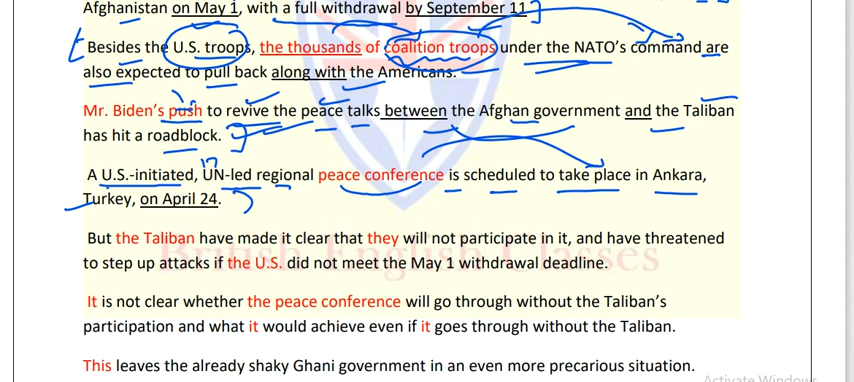 Afghanistan on May 1, with a full withdrawal by September 11
Besides the U.S. troops, the thousands of coalition troops under the NATO's command are
also expected to pull back along with the Americans.
Mr. Biden's push to revive the peace talks between the Afghan government and the Taliban
has hit a roadblock.
A U.S.-initiated, UN-led regional peace conference is scheduled to take place in Ankara,
Turkey, on April 24.
But the Taliban have made it clear that they will not participate in it, and have threatened
to step up attacks if the U.S. did not meet the May 1 withdrawal deadline.
It is not clear whether the peace conference will go through without the Taliban's
participation and what it would achieve even if it goes through without the Taliban.
This leaves the already shaky Ghani government in an even more precarious situation.
British English Classes
Activate Windows